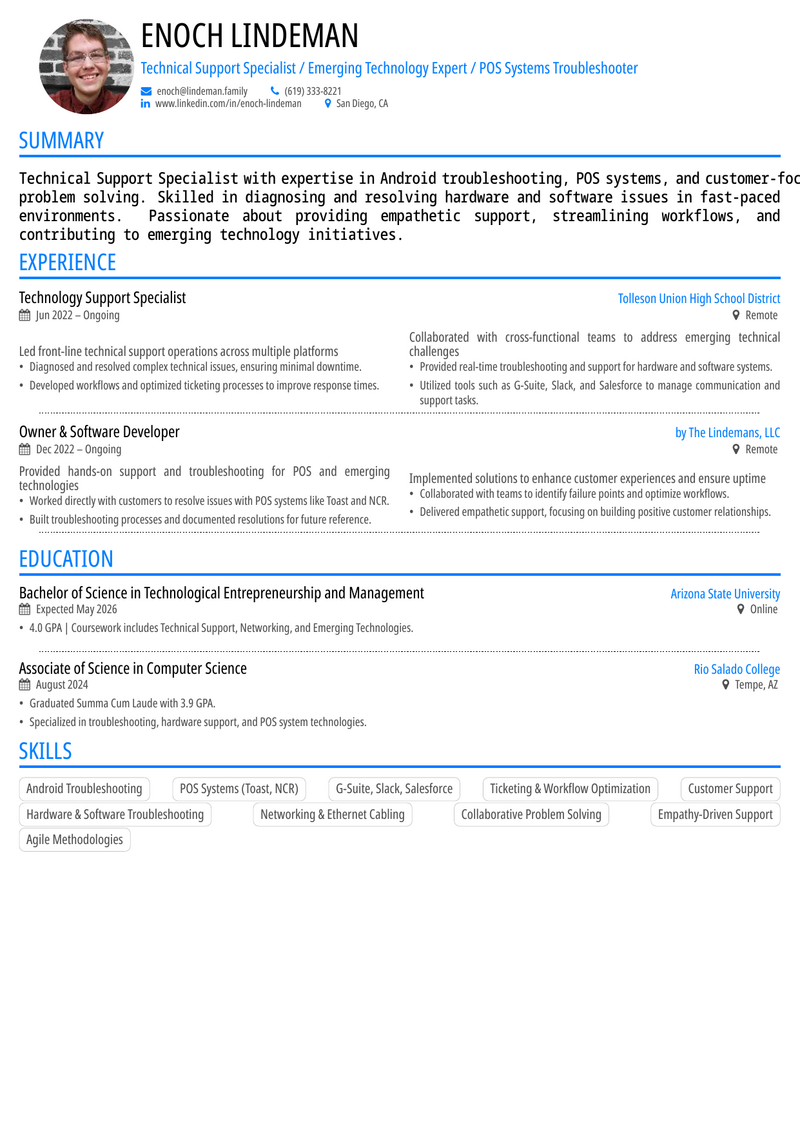 ENOCH LINDEMAN
Technical Support Specialist / Emerging Technology Expert / POS Systems Troubleshooter
enoch@lindeman.family (619) 333-8221
www.linkedin.com/in/enoch-lindeman San Diego, CA
SUMMARY
Technical Support Specialist with expertise in Android troubleshooting, POS systems, and customer-foc
problem solving. Skilled in diagnosing and resolving hardware and software issues in fast-paced
environments. Passionate about providing empathetic support, streamlining workflows, and
contributing to emerging technology initiatives.
EXPERIENCE
Technology Support Specialist Tolleson Union High School District
Jun 2022 – Ongoing Remote
Led front-line technical support operations across multiple platforms
• Diagnosed and resolved complex technical issues, ensuring minimal downtime.
• Developed workflows and optimized ticketing processes to improve response times.
Collaborated with cross-functional teams to address emerging technical
challenges
• Provided real-time troubleshooting and support for hardware and software systems.
• Utilized tools such as G-Suite, Slack, and Salesforce to manage communication and
support tasks.
Owner & Software Developer by The Lindemans, LLC
Dec 2022 – Ongoing Remote
Provided hands-on support and troubleshooting for POS and emerging
technologies
• Worked directly with customers to resolve issues with POS systems like Toast and NCR.
• Built troubleshooting processes and documented resolutions for future reference.
Implemented solutions to enhance customer experiences and ensure uptime
• Collaborated with teams to identify failure points and optimize workflows.
• Delivered empathetic support, focusing on building positive customer relationships.
EDUCATION
Bachelor of Science in Technological Entrepreneurship and Management Arizona State University
Expected May 2026 Online
• 4.0 GPA | Coursework includes Technical Support, Networking, and Emerging Technologies.
Associate of Science in Computer Science Rio Salado College
August 2024 Tempe, AZ
• Graduated Summa Cum Laude with 3.9 GPA.
• Specialized in troubleshooting, hardware support, and POS system technologies.
SKILLS
Android Troubleshooting POS Systems (Toast, NCR) G-Suite, Slack, Salesforce Ticketing & Workflow Optimization Customer Support
Hardware & Software Troubleshooting Networking & Ethernet Cabling Collaborative Problem Solving Empathy-Driven Support
Agile Methodologies